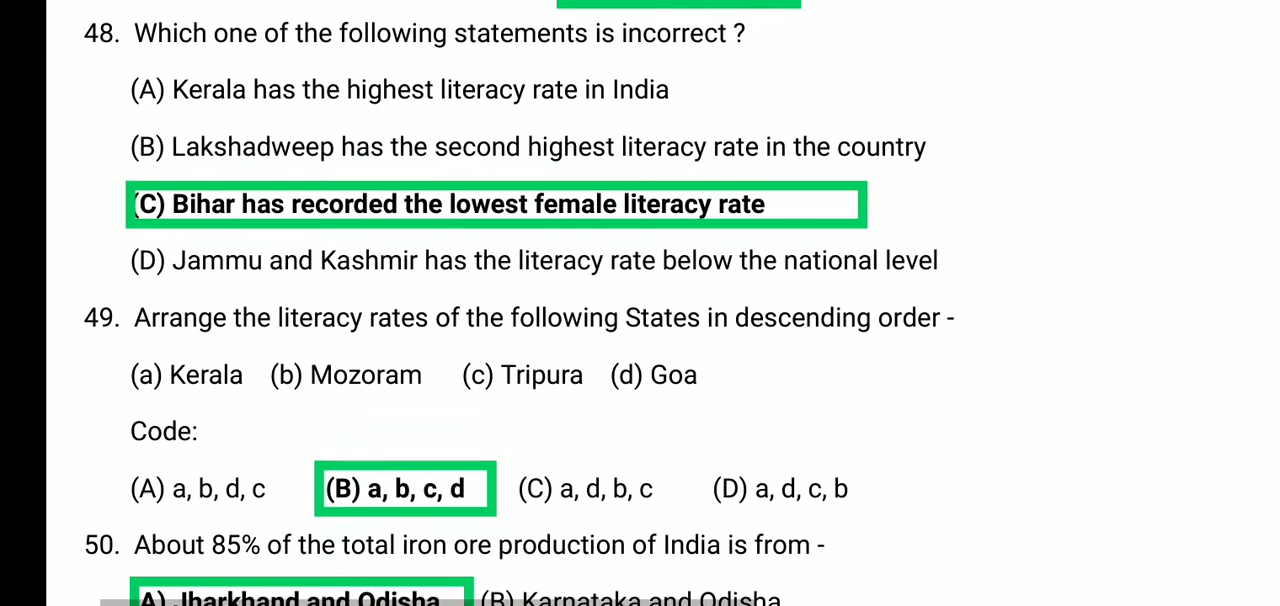 48. Which one of the following statements is incorrect ?
(A) Kerala has the highest literacy rate in India
(B) Lakshadweep has the second highest literacy rate in the country
(C) Bihar has recorded the lowest female literacy rate
(D) Jammu and Kashmir has the literacy rate below the national level
49. Arrange the literacy rates of the following States in descending order -
(a) Kerala (b) Mozoram (c) Tripura (d) Goa
Code:
(A) a, b, d, c (B) a, b, c, d (C) a, d, b, c (D) a, d, c, b
50. About 85% of the total iron ore production of India is from -
A) Jharkhand and Odisha (B) Karnataka and Odisha